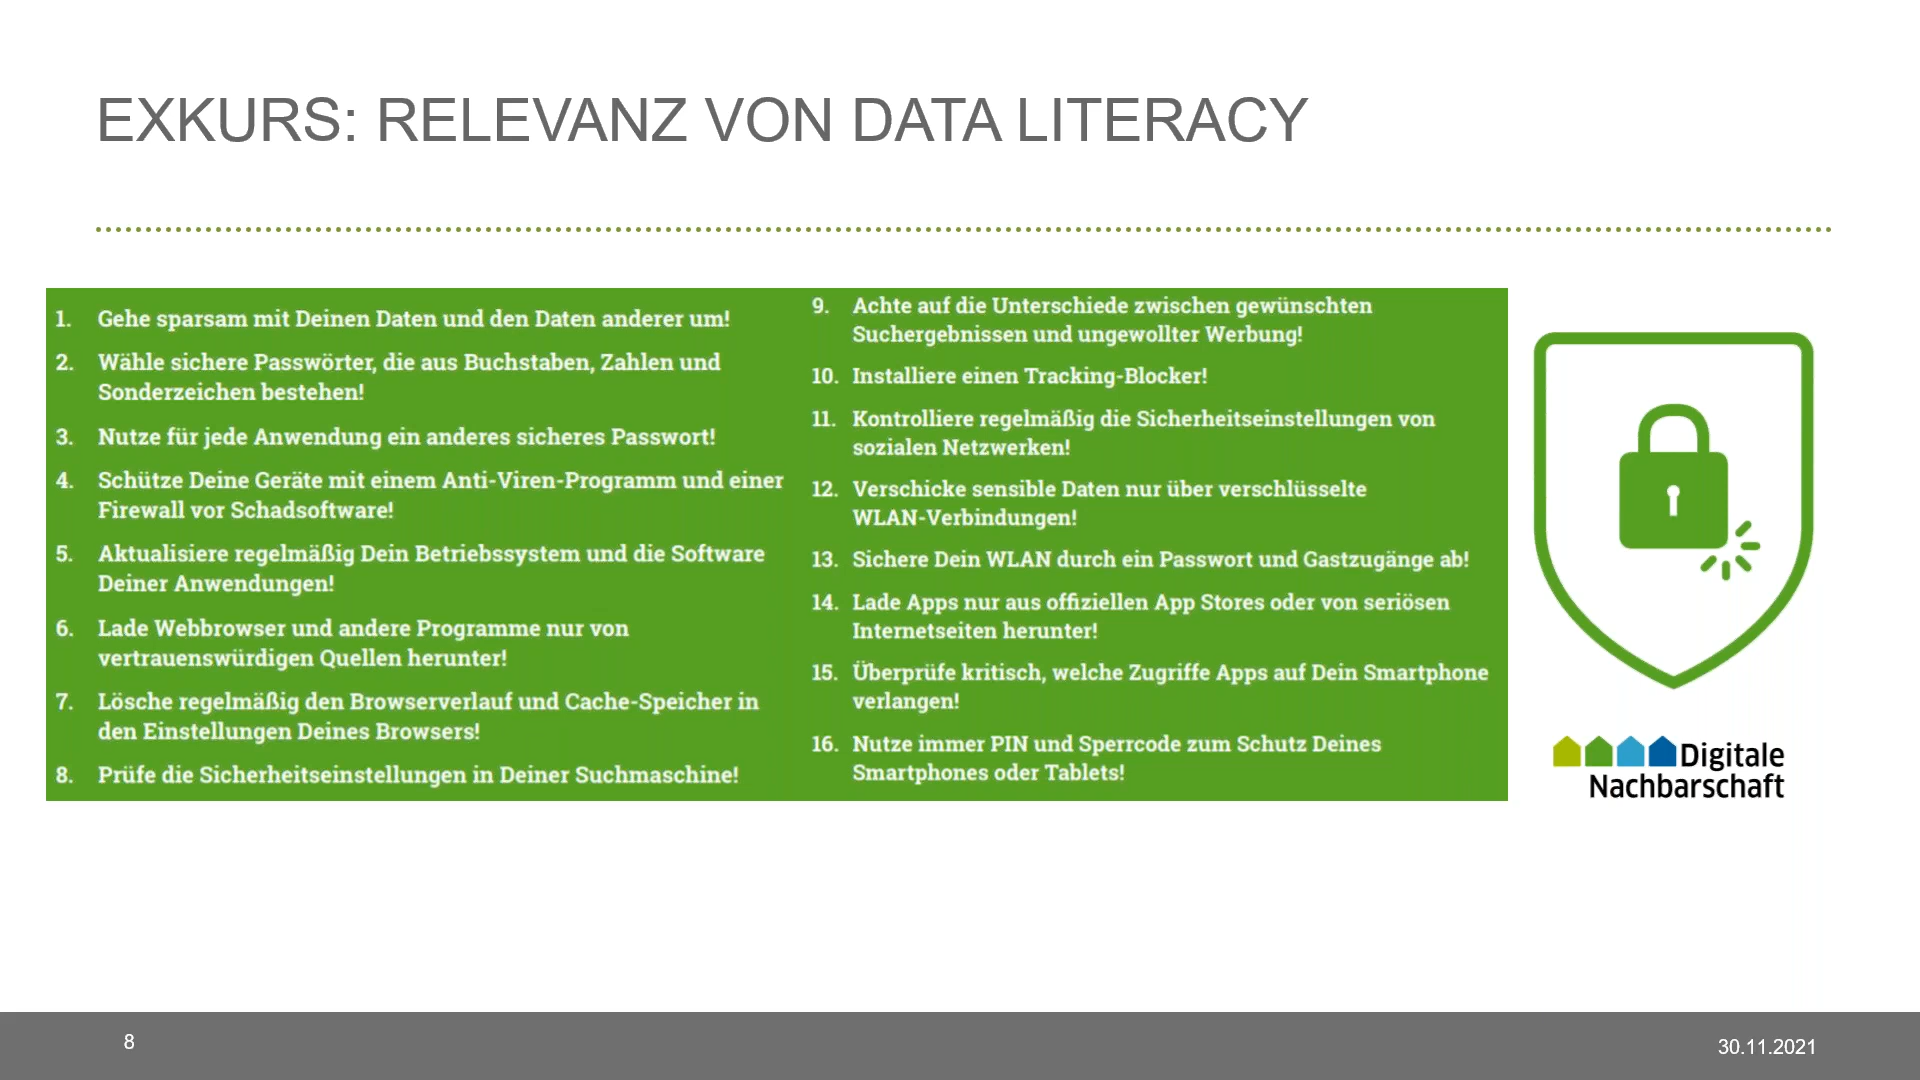 EXKURS: RELEVANZ VON DATA LITERACY
1. Gehe sparsam mit Deinen Daten und den Daten anderer um!
2. Wähle sichere Passwörter, die aus Buchstaben, Zahlen und
Sonderzeichen bestehen!
3. Nutze für jede Anwendung ein anderes sicheres Passwort!
4. Schütze Deine Geräte mit einem Anti-Viren-Programm und einer
Firewall vor Schadsoftware!
5. Aktualisiere regelmäßig Dein Betriebssystem und die Software
Deiner Anwendungen!
6. Lade Webbrowser und andere Programme nur von
vertrauenswürdigen Quellen herunter!
7. Lösche regelmäßig den Browserverlauf und Cache-Speicher in
den Einstellungen Deines Browsers!
8. Prüfe die Sicherheitseinstellungen in Deiner Suchmaschine!
9. Achte auf die Unterschiede zwischen gewünschten
Suchergebnissen und ungewollter Werbung!
10. Installiere einen Tracking-Blocker!
11. Kontrolliere regelmäßig die Sicherheitseinstellungen von
sozialen Netzwerken!
12. Verschicke sensible Daten nur über verschlüsselte
WLAN-Verbindungen!
13. Sichere Dein WLAN durch ein Passwort und Gastzugänge ab!
14. Lade Apps nur aus offiziellen App Stores oder von seriösen
Internetseiten herunter!
15. Überprüfe kritisch, welche Zugriffe Apps auf Dein Smartphone
verlangen!
16. Nutze immer PIN und Sperrcode zum Schutz Deines
Smartphones oder Tablets!
Digitale
Nachbarschaft
8
30.11.2021